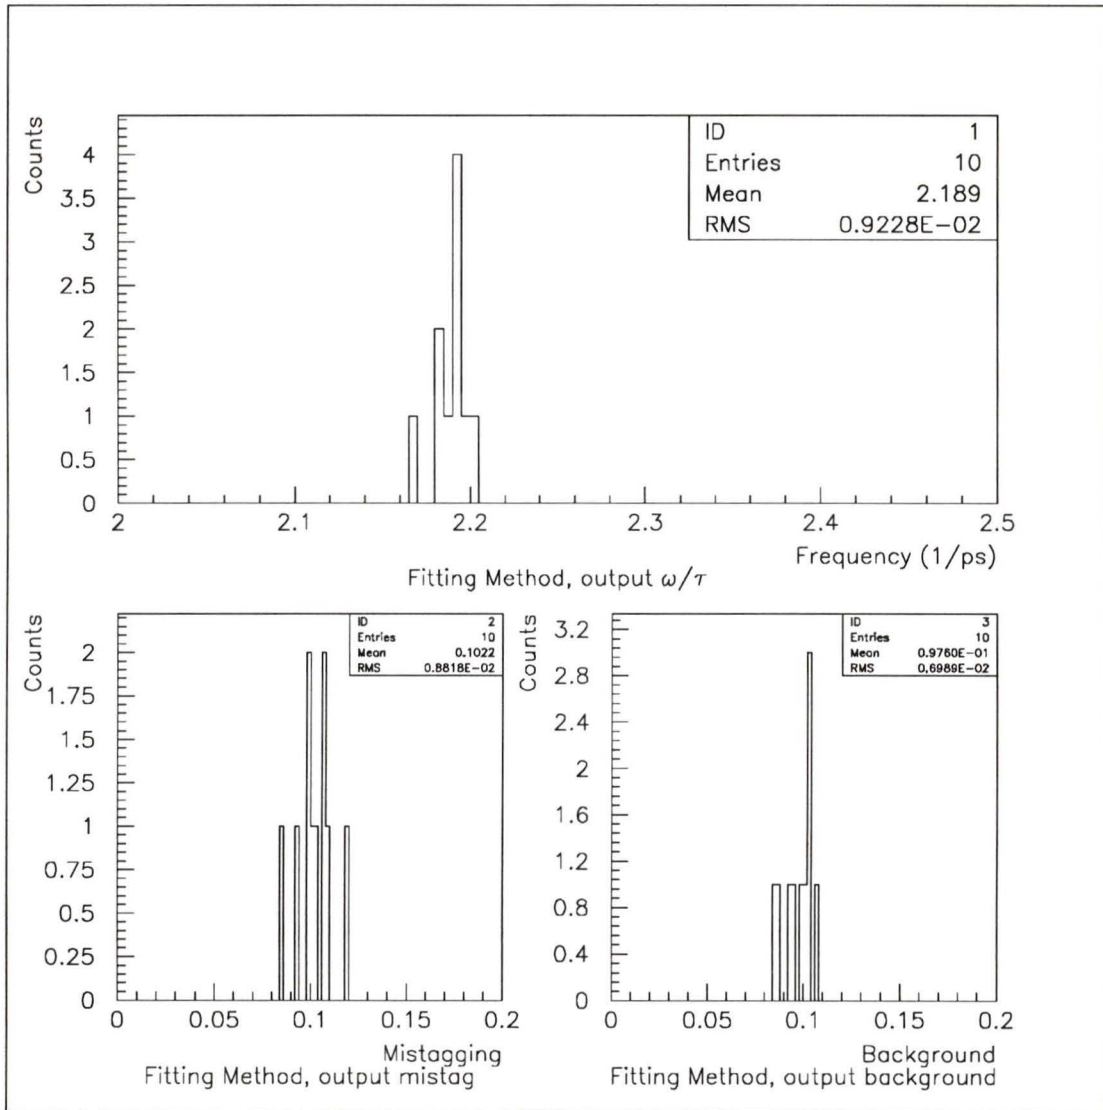 Counts
4
3.5
3
2.5
2
1.5
1
0.5
0
2
2.1
2.2
2.3
2.4
2.5
ID 1
Entries 10
Mean 2.189
RMS 0.9228E-02
Frequency (1/ps)
Fitting Method, output ω/τ
Counts
2
1.75
1.5
1.25
1
0.75
0.5
0.25
0
0
0.05
0.1
0.15
0.2
ID 2
Entries 10
Mean 0.1022
RMS 0.8818E-02
Mistagging
Fitting Method, output mistag
Counts
3.2
2.8
2.4
2
1.6
1.2
0.8
0.4
0
0
0.05
0.1
0.15
0.2
ID 3
Entries 10
Mean 0.9760E-01
RMS 0.6989E-02
Background
Fitting Method, output background